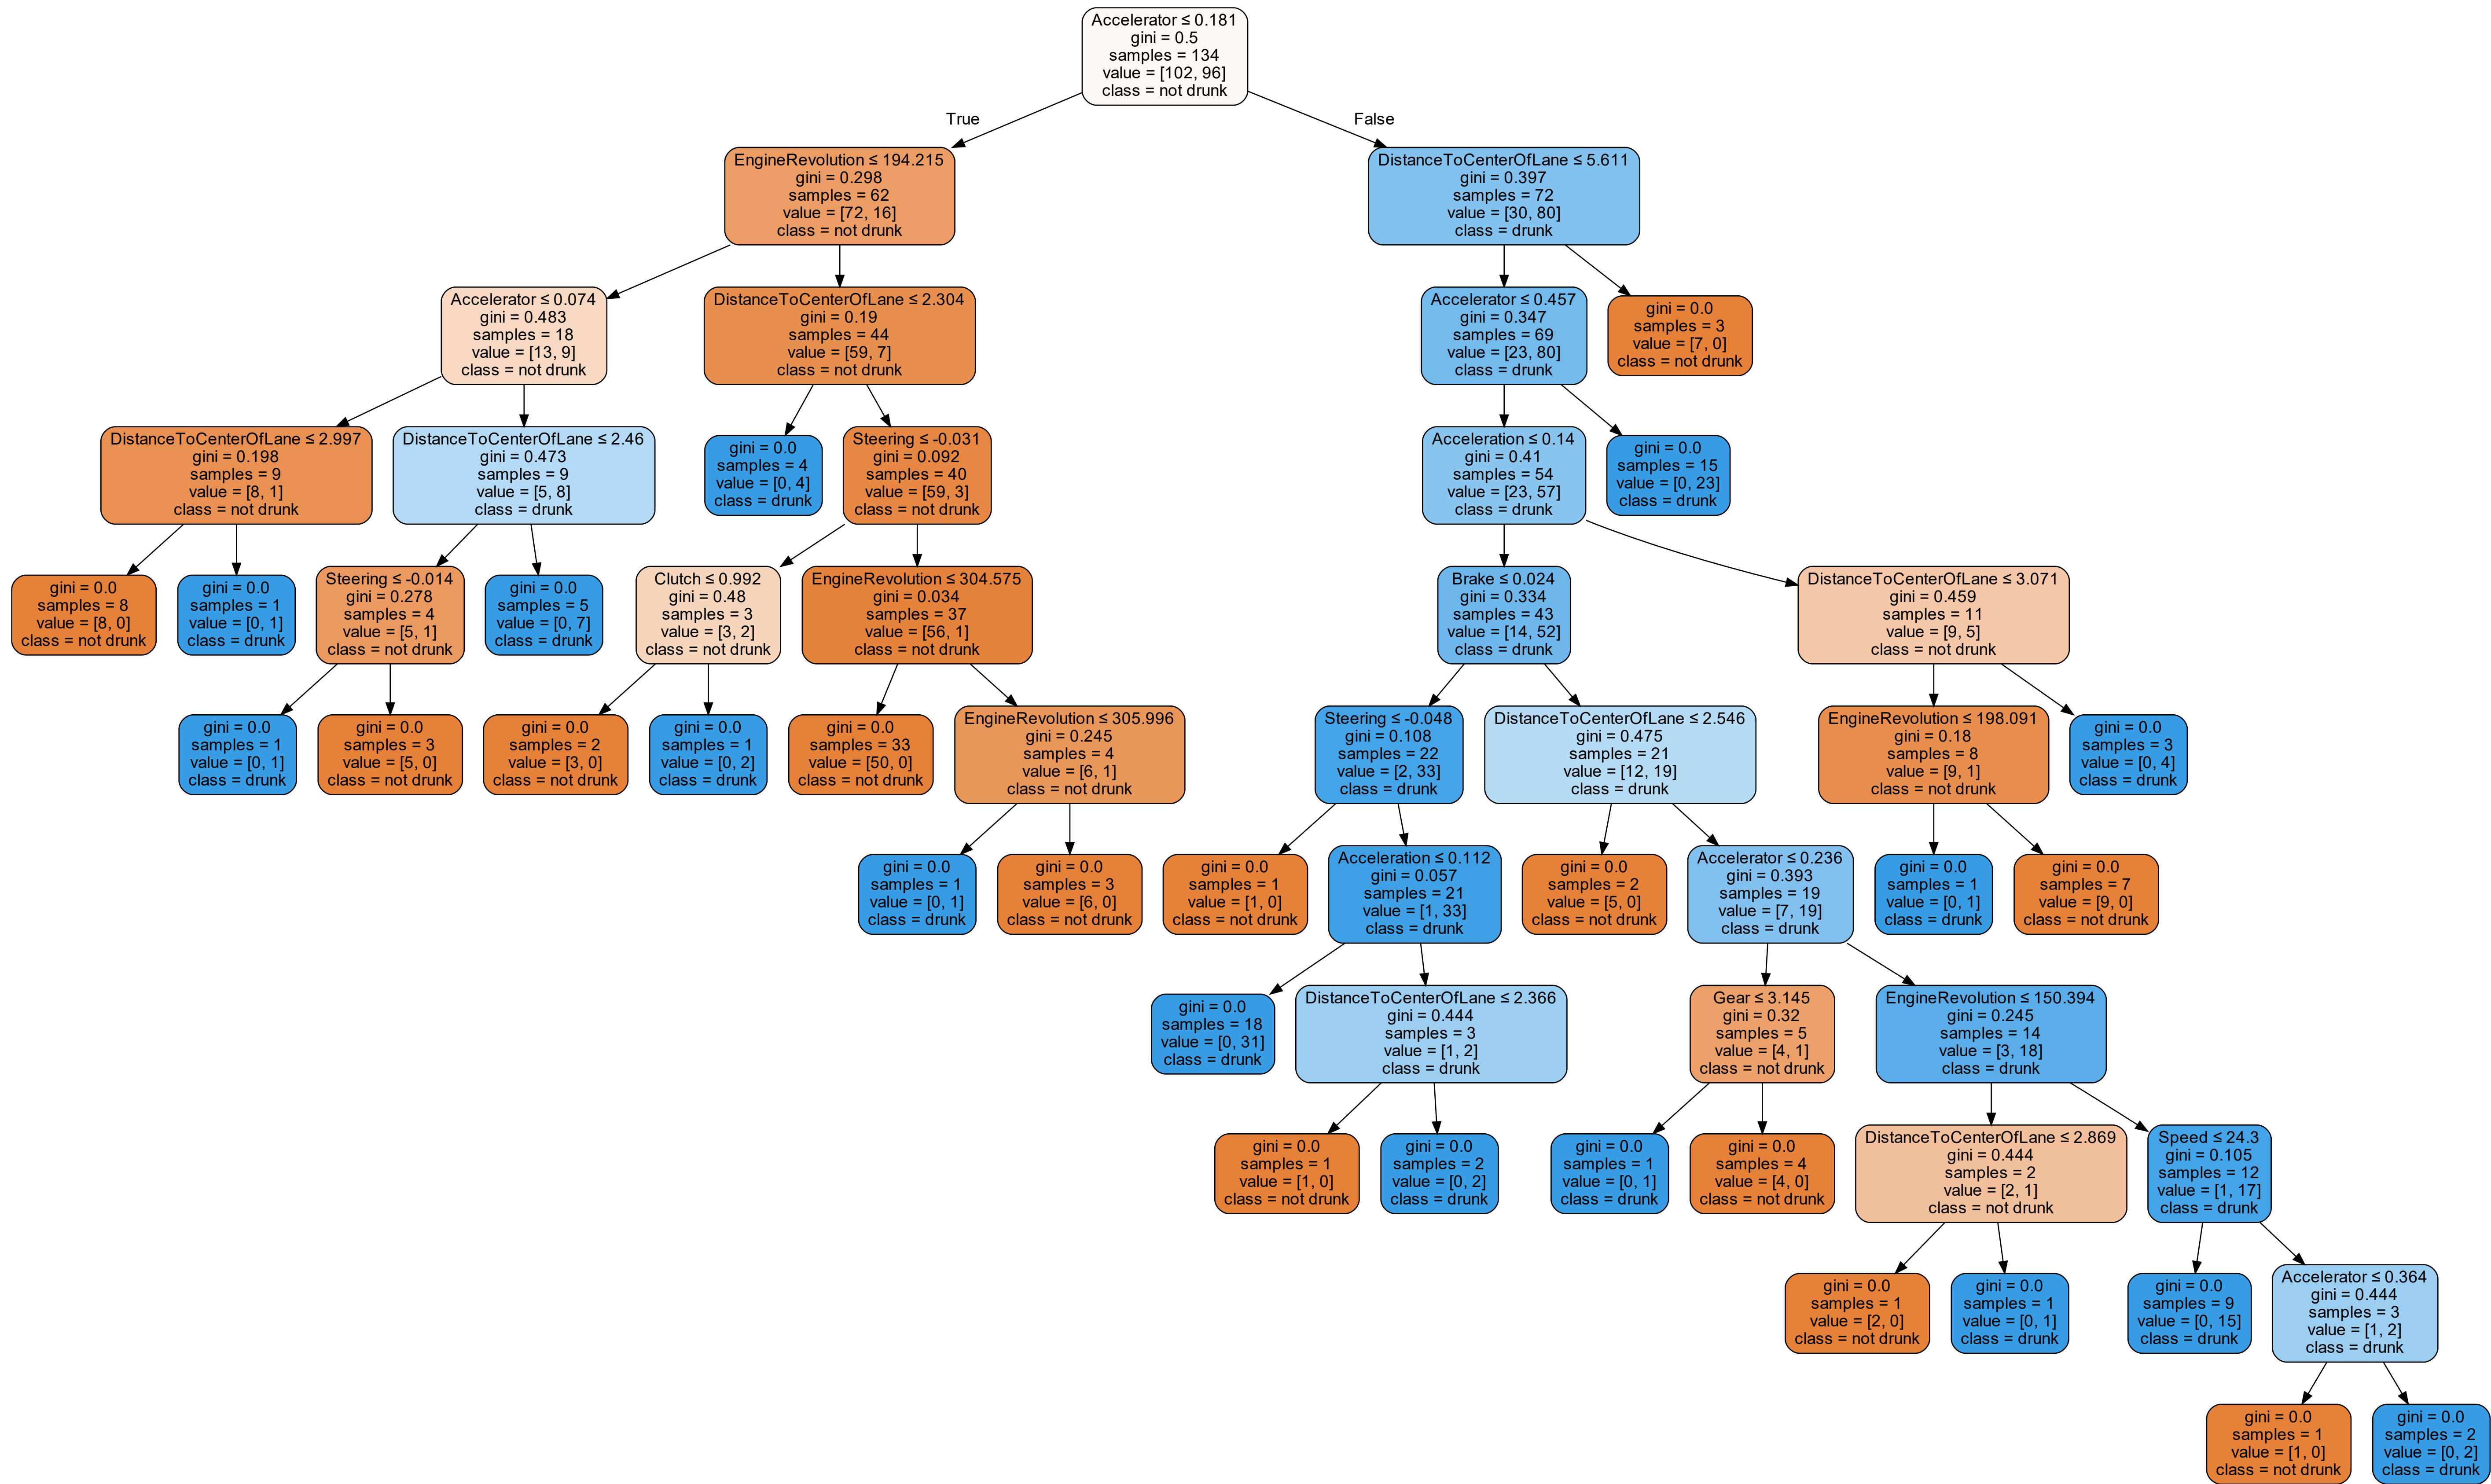 Accelerator ≤ 0.181
gini = 0.5
samples = 134
value = [102, 96]
class = not drunk
True
False
EngineRevolution ≤ 194.215
gini = 0.298
samples = 62
value = [72, 16]
class = not drunk
DistanceToCenterOfLane ≤ 5.611
gini = 0.397
samples = 72
value = [30, 80]
class = drunk
Accelerator ≤ 0.074
gini = 0.483
samples = 18
value = [13, 9]
class = not drunk
DistanceToCenterOfLane ≤ 2.304
gini = 0.19
samples = 44
value = [59, 7]
class = not drunk
Accelerator ≤ 0.457
gini = 0.347
samples = 69
value = [23, 80]
class = drunk
gini = 0.0
samples = 3
value = [7, 0]
class = not drunk
DistanceToCenterOfLane ≤ 2.997
gini = 0.198
samples = 9
value = [8, 1]
class = not drunk
DistanceToCenterOfLane ≤ 2.46
gini = 0.473
samples = 9
value = [5, 8]
class = drunk
gini = 0.0
samples = 4
value = [0, 4]
class = drunk
Steering ≤ -0.031
gini = 0.092
samples = 40
value = [59, 3]
class = not drunk
Acceleration ≤ 0.14
gini = 0.41
samples = 54
value = [23, 57]
class = drunk
gini = 0.0
samples = 15
value = [0, 23]
class = drunk
gini = 0.0
samples = 8
value = [8, 0]
class = not drunk
gini = 0.0
samples = 1
value = [0, 1]
class = drunk
Steering ≤ -0.014
gini = 0.278
samples = 4
value = [5, 1]
class = not drunk
gini = 0.0
samples = 5
value = [0, 7]
class = drunk
Clutch ≤ 0.992
gini = 0.48
samples = 3
value = [3, 2]
class = not drunk
EngineRevolution ≤ 304.575
gini = 0.034
samples = 37
value = [56, 1]
class = not drunk
Brake ≤ 0.024
gini = 0.334
samples = 43
value = [14, 52]
class = drunk
DistanceToCenterOfLane ≤ 3.071
gini = 0.459
samples = 11
value = [9, 5]
class = not drunk
gini = 0.0
samples = 1
value = [0, 1]
class = drunk
gini = 0.0
samples = 3
value = [5, 0]
class = not drunk
gini = 0.0
samples = 2
value = [3, 0]
class = not drunk
gini = 0.0
samples = 1
value = [0, 2]
class = drunk
gini = 0.0
samples = 33
value = [50, 0]
class = not drunk
EngineRevolution ≤ 305.996
gini = 0.245
samples = 4
value = [6, 1]
class = not drunk
Steering ≤ -0.048
gini = 0.108
samples = 22
value = [2, 33]
class = drunk
DistanceToCenterOfLane ≤ 2.546
gini = 0.475
samples = 21
value = [12, 19]
class = drunk
EngineRevolution ≤ 198.091
gini = 0.18
samples = 8
value = [9, 1]
class = not drunk
gini = 0.0
samples = 3
value = [0, 4]
class = drunk
gini = 0.0
samples = 1
value = [0, 1]
class = drunk
gini = 0.0
samples = 3
value = [6, 0]
class = not drunk
gini = 0.0
samples = 1
value = [1, 0]
class = not drunk
Acceleration ≤ 0.112
gini = 0.057
samples = 21
value = [1, 33]
class = drunk
gini = 0.0
samples = 2
value = [5, 0]
class = not drunk
Accelerator ≤ 0.236
gini = 0.393
samples = 19
value = [7, 19]
class = drunk
gini = 0.0
samples = 1
value = [0, 1]
class = drunk
gini = 0.0
samples = 7
value = [9, 0]
class = not drunk
gini = 0.0
samples = 18
value = [0, 31]
class = drunk
DistanceToCenterOfLane ≤ 2.366
gini = 0.444
samples = 3
value = [1, 2]
class = drunk
Gear ≤ 3.145
gini = 0.32
samples = 5
value = [4, 1]
class = not drunk
EngineRevolution ≤ 150.394
gini = 0.245
samples = 14
value = [3, 18]
class = drunk
gini = 0.0
samples = 1
value = [1, 0]
class = not drunk
gini = 0.0
samples = 2
value = [0, 2]
class = drunk
gini = 0.0
samples = 1
value = [0, 1]
class = drunk
gini = 0.0
samples = 4
value = [4, 0]
class = not drunk
DistanceToCenterOfLane ≤ 2.869
gini = 0.444
samples = 2
value = [2, 1]
class = not drunk
Speed ≤ 24.3
gini = 0.105
samples = 12
value = [1, 17]
class = drunk
gini = 0.0
samples = 1
value = [2, 0]
class = not drunk
gini = 0.0
samples = 1
value = [0, 1]
class = drunk
gini = 0.0
samples = 9
value = [0, 15]
class = drunk
Accelerator ≤ 0.364
gini = 0.444
samples = 3
value = [1, 2]
class = drunk
gini = 0.0
samples = 1
value = [1, 0]
class = not drunk
gini = 0.0
samples = 2
value = [0, 2]
class = drunk